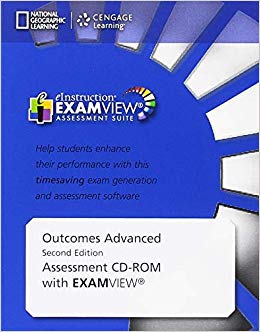 NATIONAL GEOGRAPHIC LEARNING
CENGAGE Learning®
eInstruction®
EXAMVIEW®
ASSESSMENT SUITE
Help students enhance
their performance with this
timesaving exam generation
and assessment software
Outcomes Advanced
Second Edition
Assessment CD-ROM
with EXAMVIEW®